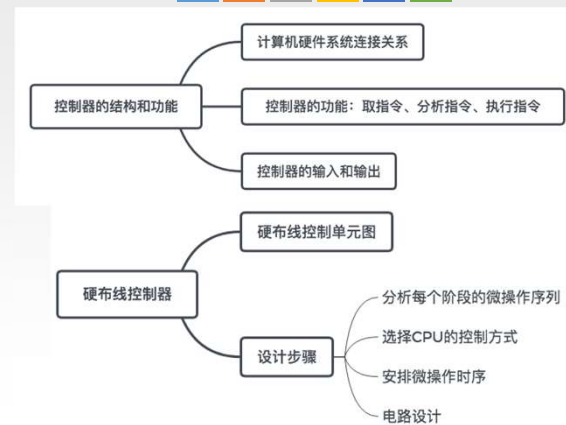 计算机硬件系统连接关系
控制器的结构和功能
控制器的功能：取指令、分析指令、执行指令
控制器的输入和输出
硬布线控制单元图
硬布线控制器
分析每个阶段的微操作序列
选择CPU的控制方式
设计步骤
安排微操作时序
电路设计